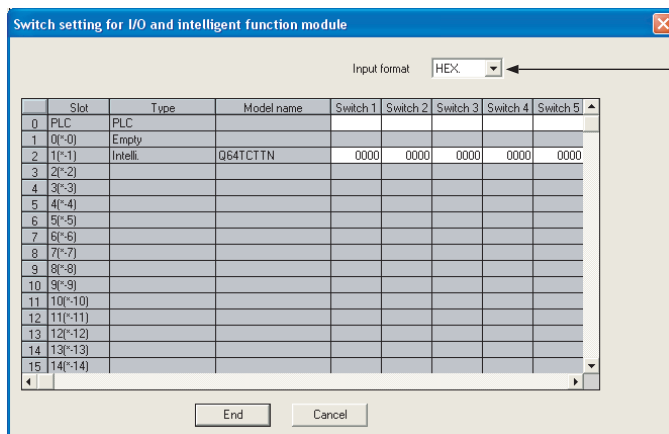 Switch setting for I/O and intelligent function module
Input format HEX.
Slot Type Model name Switch 1 Switch 2 Switch 3 Switch 4 Switch 5
0 PLC PLC
1 0(*-0) Empty
2 1(*-1) Intelli. Q64TCTTN 0000 0000 0000 0000 0000
3 2(*-2)
4 3(*-3)
5 4(*-4)
6 5(*-5)
7 6(*-6)
8 7(*-7)
9 8(*-8)
10 9(*-9)
11 10(*-10)
12 11(*-11)
13 12(*-12)
14 13(*-13)
15 14(*-14)
End Cancel